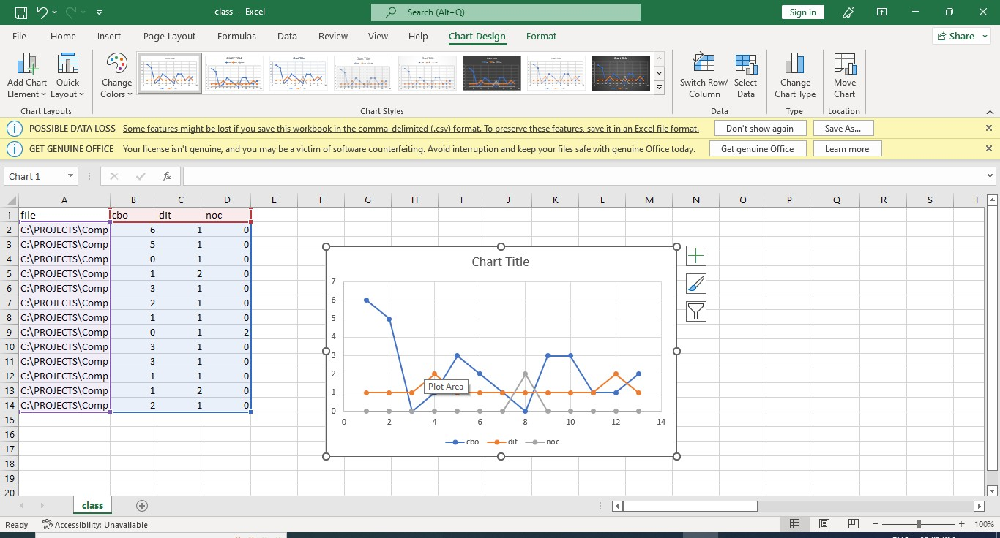 class - Excel
Search (Alt+Q)
Sign in
File Home Insert Page Layout Formulas Data Review View Help Chart Design Format
Share
Add Chart Element
Quick Layout
Change Colors
Switch Row/ Column
Select Data
Change Chart Type
Move Chart
Chart Layouts
Chart Styles
Data
Type
Location
POSSIBLE DATA LOSS Some features might be lost if you save this workbook in the comma-delimited (.csv) format. To preserve these features, save it in an Excel file format. Don't show again Save As...
GET GENUINE OFFICE Your license isn't genuine, and you may be a victim of software counterfeiting. Avoid interruption and keep your files safe with genuine Office today. Get genuine Office Learn more
Chart 1
fx
A B C D E F G H I J K L M N O P Q R S T
1 file cbo dit noc
2 C:\PROJECTS\Comp 6 1 0
3 C:\PROJECTS\Comp 5 1 0
4 C:\PROJECTS\Comp 0 1 0
5 C:\PROJECTS\Comp 1 2 0
6 C:\PROJECTS\Comp 3 1 0
7 C:\PROJECTS\Comp 2 1 0
8 C:\PROJECTS\Comp 1 1 0
9 C:\PROJECTS\Comp 0 1 2
10 C:\PROJECTS\Comp 3 1 0
11 C:\PROJECTS\Comp 3 1 0
12 C:\PROJECTS\Comp 1 1 0
13 C:\PROJECTS\Comp 1 2 0
14 C:\PROJECTS\Comp 2 1 0
15
16
17
18
19
20
Chart Title
7
6
5
4
3
2
1
0
Plot Area
0 2 4 6 8 10 12 14
cbo dit noc
class
Ready Accessibility: Unavailable 100%